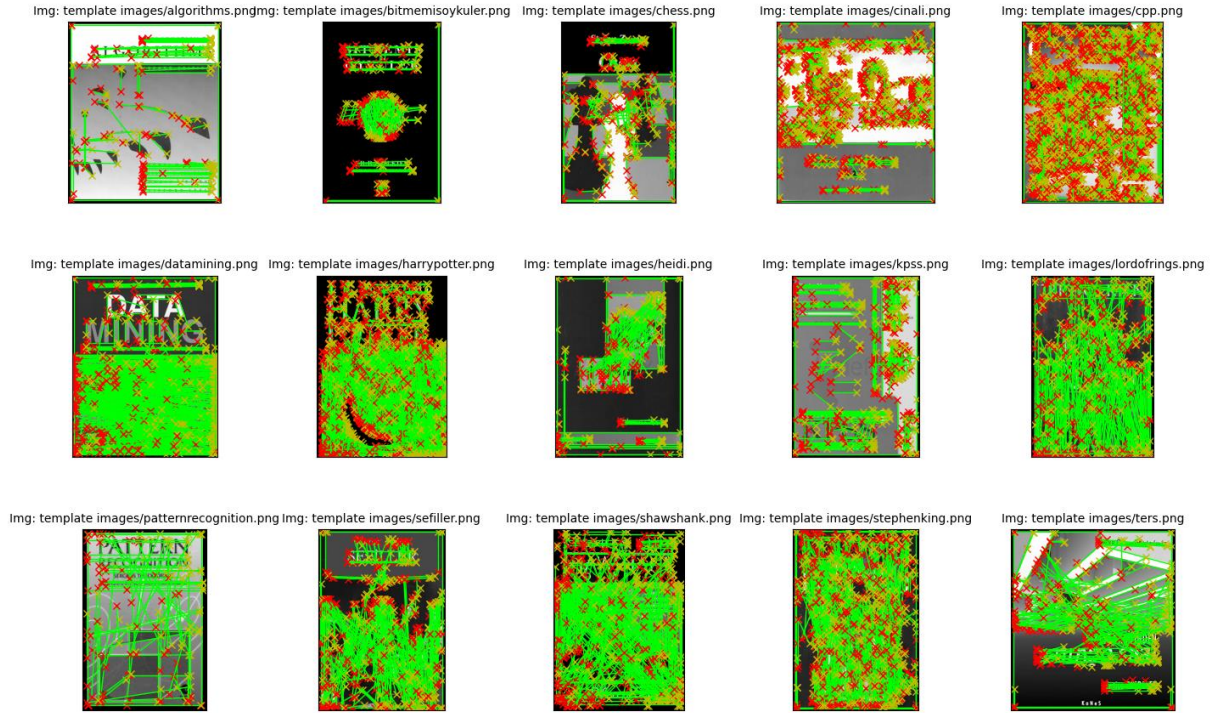 Img: template images/algorithms.png
Img: template images/bitmemisoykuler.png
Img: template images/chess.png
Img: template images/cinali.png
Img: template images/cpp.png
Img: template images/datamining.png
Img: template images/harrypotter.png
Img: template images/heidi.png
Img: template images/kpss.png
Img: template images/lordofrings.png
DATA
MINING
Img: template images/patternrecognition.png
Img: template images/sefiller.png
Img: template images/shawshank.png
Img: template images/stephenking.png
Img: template images/ters.png
PATTERN
RECOGNITION
SEFİLLER